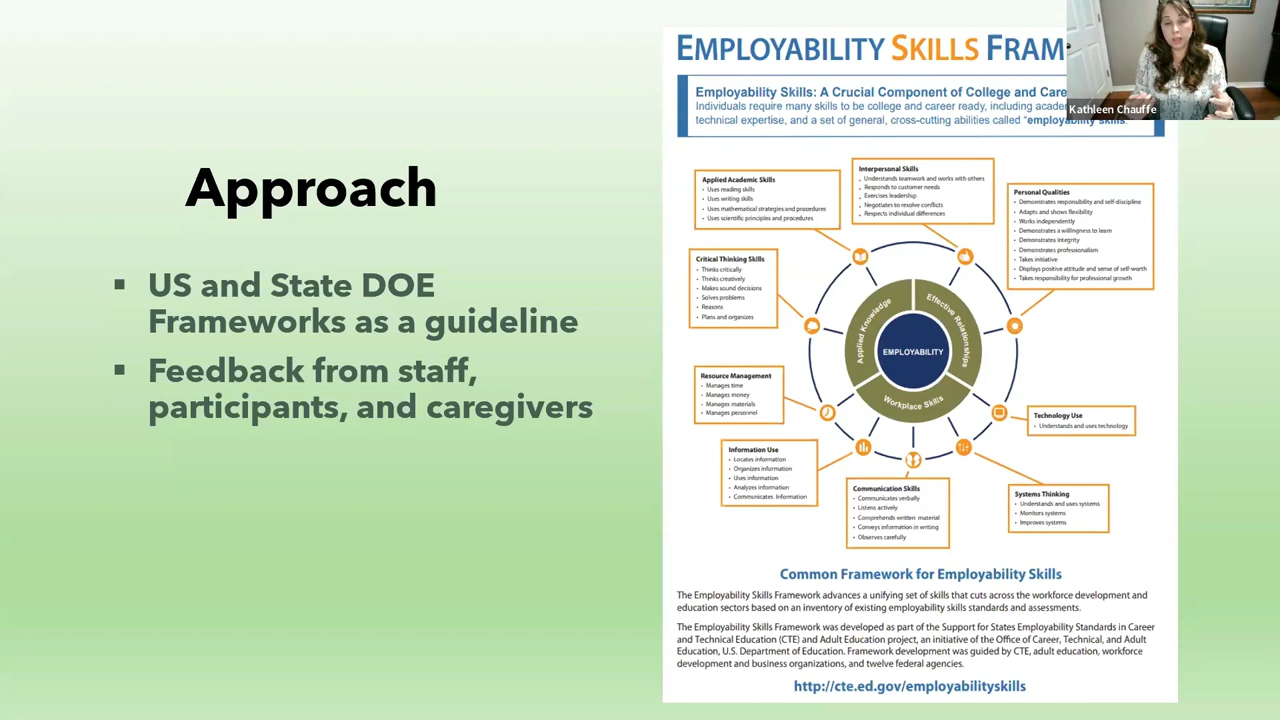 Approach
▪ US and State DOE
Frameworks as a guideline
▪ Feedback from staff,
participants, and caregivers
EMPLOYABILITY SKILLS FRAM
Kathleen Chauffe
Employability Skills: A Crucial Component of College and Care
Individuals require many skills to be college and career ready, including acade
technical expertise, and a set of general, cross-cutting abilities called "employability skills.
Applied Academic Skills
• Uses reading skills
• Uses writing skills
• Uses mathematical strategies and procedures
• Uses scientific principles and procedures
Interpersonal Skills
• Understands teamwork and works with others
• Responds to customer needs
• Exercises leadership
• Negotiates to resolve conflicts
• Respects individual differences
Personal Qualities
• Demonstrates responsibility and self-discipline
• Adapts and shows flexibility
• Works independently
• Demonstrates a willingness to learn
• Demonstrates integrity
• Demonstrates professionalism
• Takes initiative
• Displays positive attitude and sense of self-worth
• Takes responsibility for professional growth
Critical Thinking Skills
• Thinks critically
• Thinks creatively
• Makes sound decisions
• Solves problems
• Reasons
• Plans and organizes
Applied Knowledge
Effective Relationships
EMPLOYABILITY
Workplace Skills
Resource Management
• Manages time
• Manages money
• Manages materials
• Manages personnel
Technology Use
• Understands and uses technology
Information Use
• Locates information
• Organizes information
• Uses information
• Analyzes information
• Communicates Information
Communication Skills
• Communicates verbally
• Listens actively
• Comprehends written material
• Conveys information in writing
• Observes carefully
Systems Thinking
• Understands and uses systems
• Monitors systems
• Improves systems
Common Framework for Employability Skills
The Employability Skills Framework advances a unifying set of skills that cuts across the workforce development and
education sectors based on an inventory of existing employability skills standards and assessments.
The Employability Skills Framework was developed as part of the Support for States Employability Standards in Career
and Technical Education (CTE) and Adult Education project, an initiative of the Office of Career, Technical, and Adult
Education, U.S. Department of Education. Framework development was guided by CTE, adult education, workforce
development and business organizations, and twelve federal agencies.
http://cte.ed.gov/employabilityskills